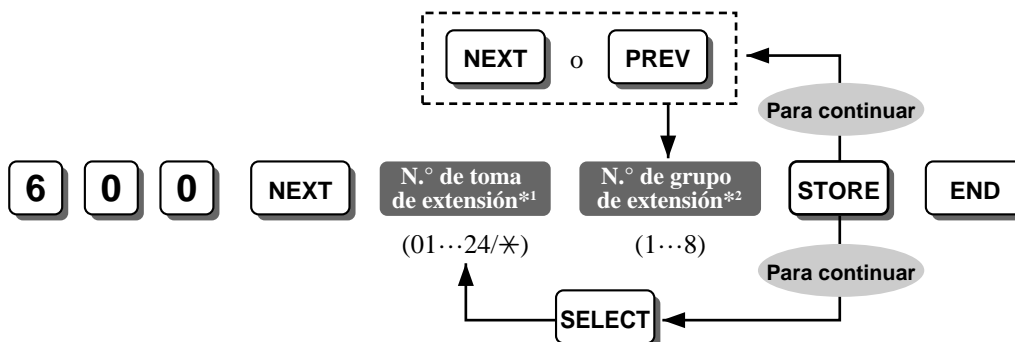 NEXT o PREV
Para continuar
6 0 0 NEXT N.° de toma de extensión*1 N.° de grupo de extensión*2 STORE END
(01···24/✳) (1···8)
Para continuar
SELECT